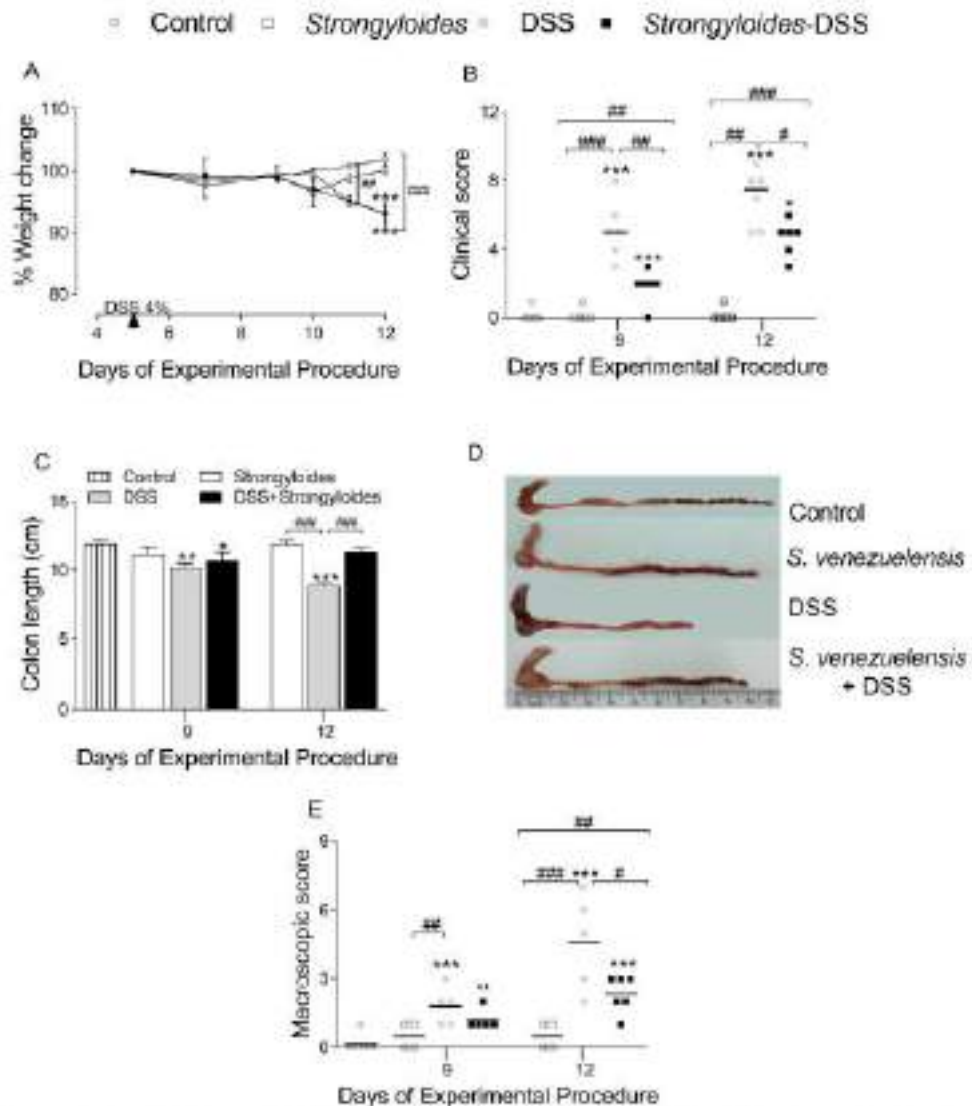 Control Strongyloides DSS Strongyloides-DSS
A
% Weight change
110
100
90
80
##
***
***
DSS 4%
4 6 8 10 12
Days of Experimental Procedure
B
Clinical score
12
8
4
0
##
###
##
***
***
###
##
#
***
*
9 12
Days of Experimental Procedure
C
Control Strongyloides
DSS DSS+Strongyloides
Colon length (cm)
15
10
5
0
**
*
###
###
***
9 12
Days of Experimental Procedure
D
Control
S. venezuelensis
DSS
S. venezuelensis
+ DSS
E
Macroscopic score
9
6
3
0
##
***
**
##
###
***
#
***
9 12
Days of Experimental Procedure